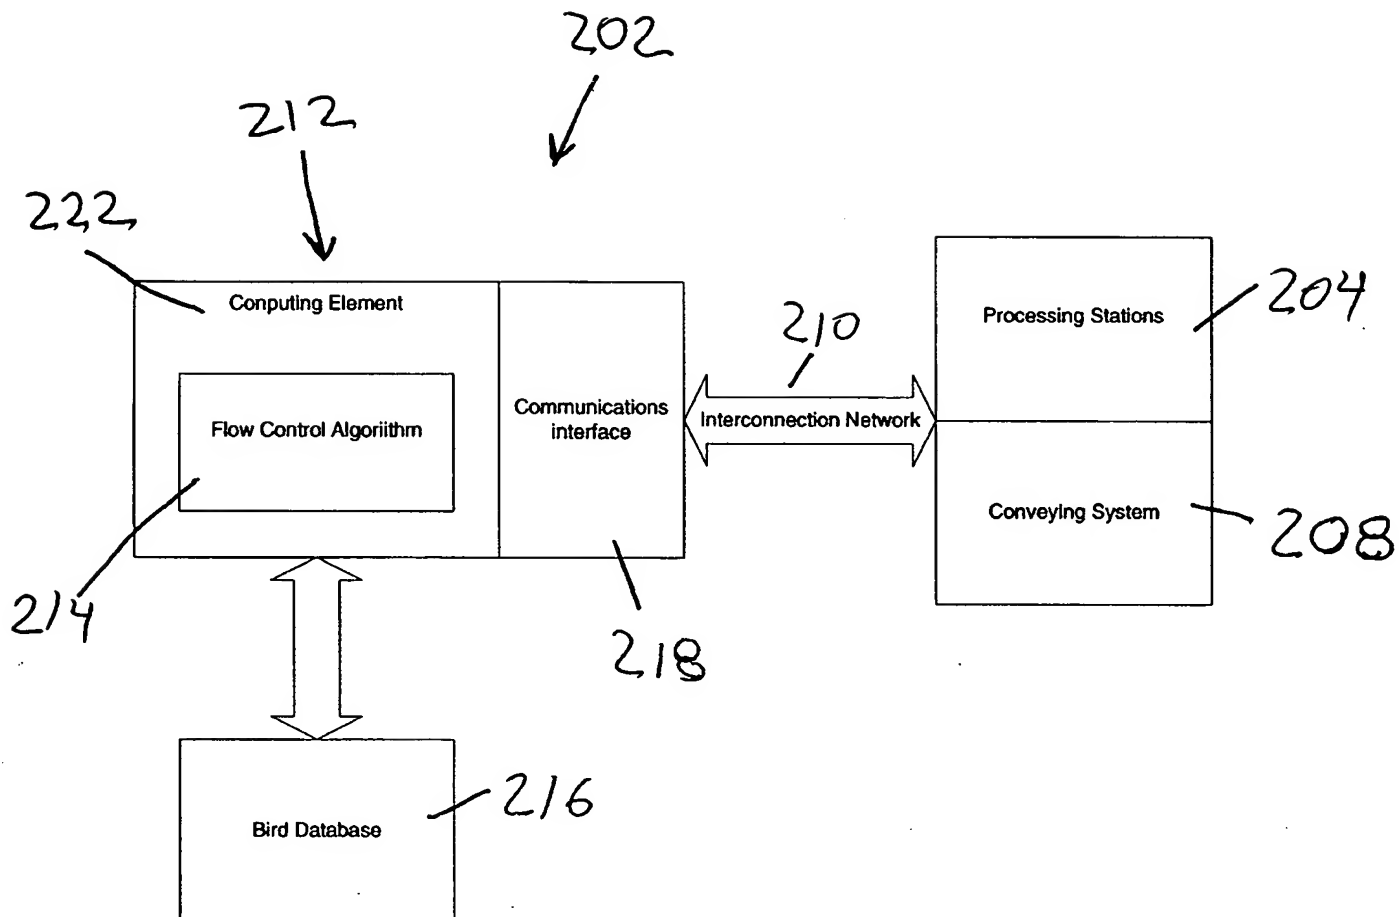 202
212
222
Conputing Element
Processing Stations
204
210
Communications
interface
Interconnection Network
Flow Control Algoriithm
Conveying System
208
214
218
216
Bird Database